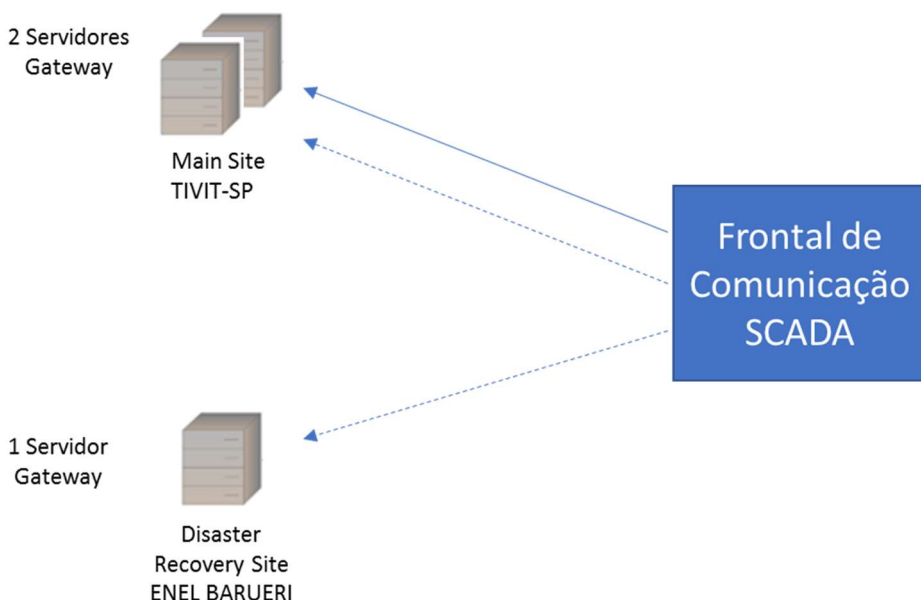 2 Servidores
Gateway
Main Site
TIVIT-SP
Frontal de
Comunicação
SCADA
1 Servidor
Gateway
Disaster
Recovery Site
ENEL BARUERI